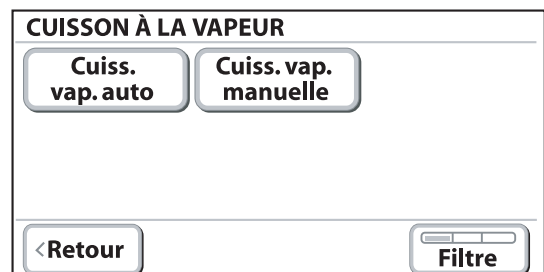 CUISSON À LA VAPEUR
Cuiss.
vap. auto
Cuiss. vap.
manuelle
<Retour
Filtre